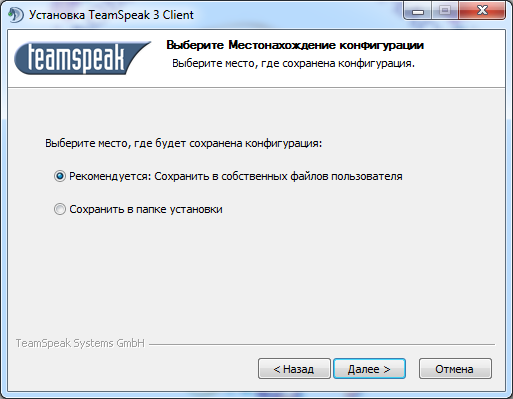 Установка TeamSpeak 3 Client
teamspeak
Выберите Местонахождение конфигурации
Выберите место, где сохранена конфигурация.
Выберите место, где будет сохранена конфигурация:
Рекомендуется: Сохранить в собственных файлов пользователя
Сохранить в папке установки
TeamSpeak Systems GmbH
< Назад
Далее >
Отмена